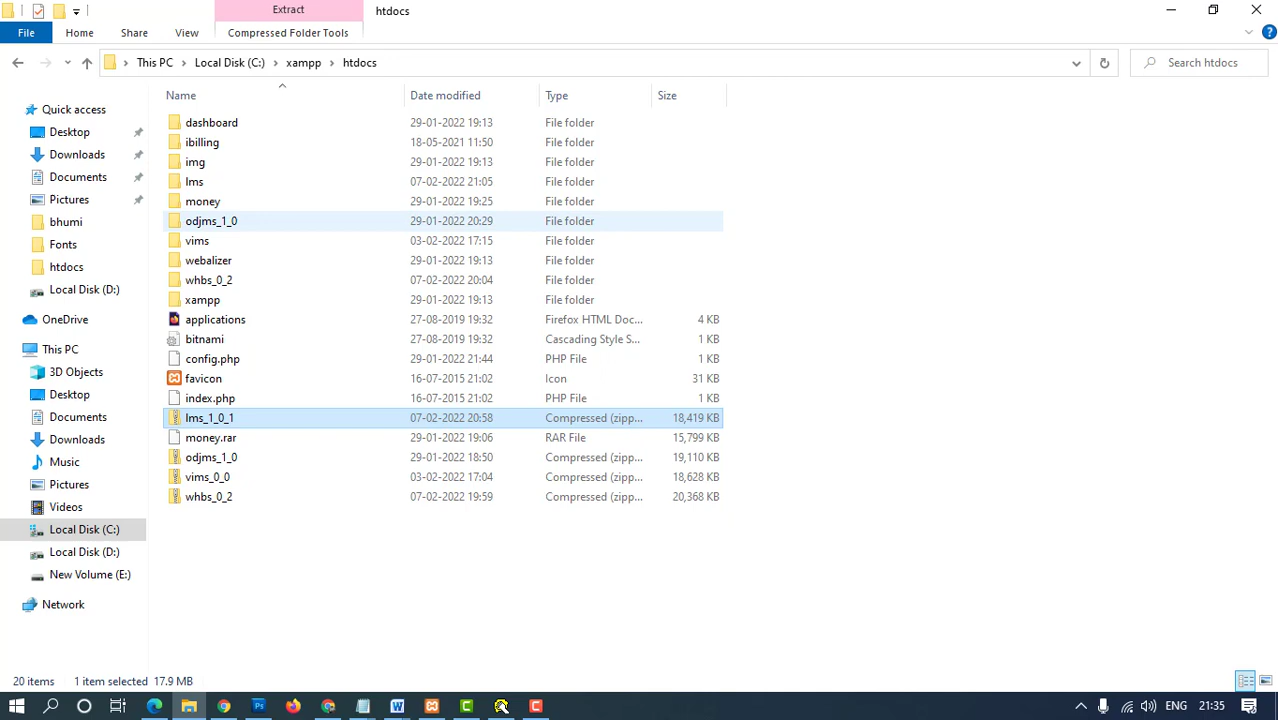 Extract
htdocs
File Home Share View Compressed Folder Tools
This PC Local Disk (C:) xampp htdocs Search htdocs
Name Date modified Type Size
Quick access
Desktop
Downloads
Documents
Pictures
bhumi
Fonts
htdocs
Local Disk (D:)
OneDrive
This PC
3D Objects
Desktop
Documents
Downloads
Music
Pictures
Videos
Local Disk (C:)
Local Disk (D:)
New Volume (E:)
Network
dashboard 29-01-2022 19:13 File folder
ibilling 18-05-2021 11:50 File folder
img 29-01-2022 19:13 File folder
lms 07-02-2022 21:05 File folder
money 29-01-2022 19:25 File folder
odjms_1_0 29-01-2022 20:29 File folder
vims 03-02-2022 17:15 File folder
webalizer 29-01-2022 19:13 File folder
whbs_0_2 07-02-2022 20:04 File folder
xampp 29-01-2022 19:13 File folder
applications 27-08-2019 19:32 Firefox HTML Doc... 4 KB
bitnami 27-08-2019 19:32 Cascading Style S... 1 KB
config.php 29-01-2022 21:44 PHP File 1 KB
favicon 16-07-2015 21:02 Icon 31 KB
index.php 16-07-2015 21:02 PHP File 1 KB
lms_1_0_1 07-02-2022 20:58 Compressed (zipp... 18,419 KB
money.rar 29-01-2022 19:06 RAR File 15,799 KB
odjms_1_0 29-01-2022 18:50 Compressed (zipp... 19,110 KB
vims_0_0 03-02-2022 17:04 Compressed (zipp... 18,628 KB
whbs_0_2 07-02-2022 19:59 Compressed (zipp... 20,368 KB
20 items 1 item selected 17.9 MB
ENG 21:35